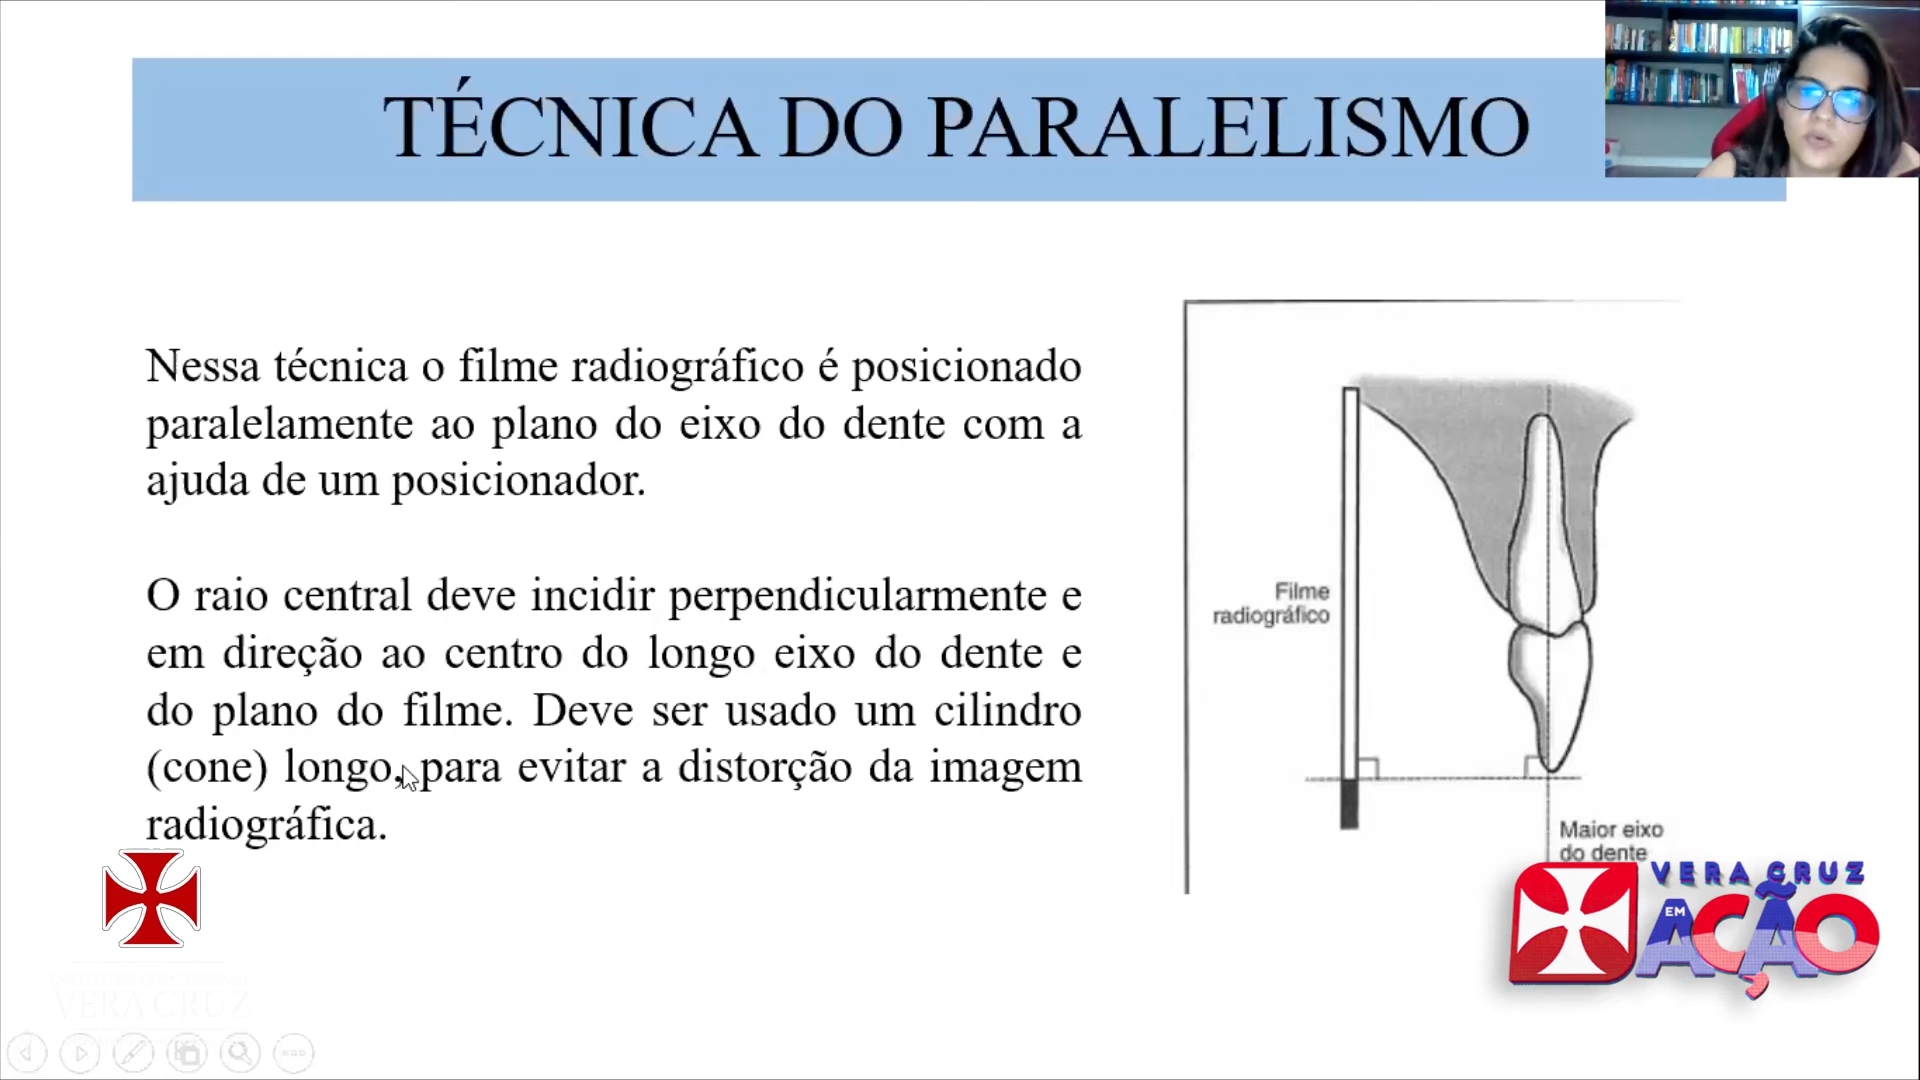 TÉCNICA DO PARALELISMO
Nessa técnica o filme radiográfico é posicionado
paralelamente ao plano do eixo do dente com a
ajuda de um posicionador.
O raio central deve incidir perpendicularmente e
em direção ao centro do longo eixo do dente e
do plano do filme. Deve ser usado um cilindro
(cone) longo, para evitar a distorção da imagem
radiográfica.
Filme
radiográfico
Maior eixo
do dente
VERA CRUZ
EM
AÇÃO
VERA CRUZ